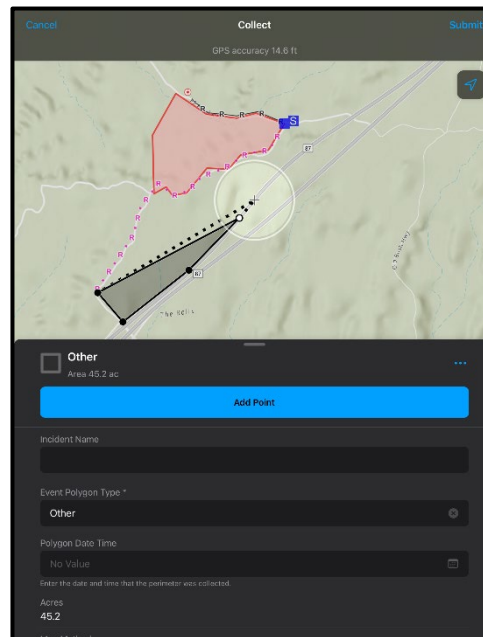 Cancel
Collect
Submit
GPS accuracy 14.6 ft
R R R R R
S
R R R R R R
R
R
R
R
87
87
The Rolls
Other
Area 45.2 ac
Add Point
Incident Name
Event Polygon Type *
Other
Polygon Date Time
No Value
Enter the date and time that the perimeter was collected.
Acres
45.2